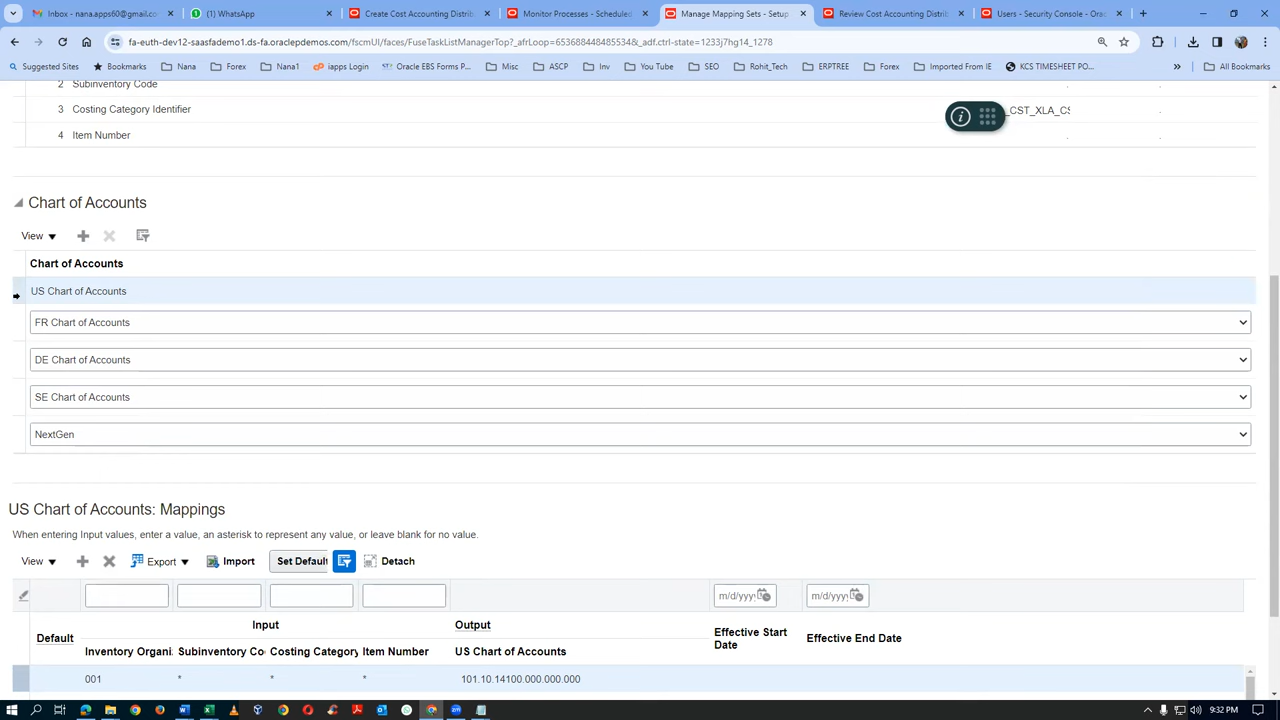 nana.apps60@gmail.com
(1) WhatsApp
Create Cost Accounting Distrib
Monitor Processes - Scheduled
Manage Mapping Sets - Setup
Review Cost Accounting Distrib
Users - Security Console - Orac
fa-euth-dev12-saasfademo1.ds-fa.oraclepdemos.com/fscmUI/faces/FuseTaskListManagerTop?_afrLoop=6536884485534&_adf.ctrl-state=1233j7hg14_1278
Suggested Sites
Bookmarks
Nana
Forex
Nana1
iapps Login
Oracle EBS Forms P...
Misc
ASCP
Inv
You Tube
SEO
Rohit_Tech
ERPTREE
Forex
Imported From IE
KCS TIMESHEET PO...
All Bookmarks
2 Subinventory Code
3 Costing Category Identifier
_CST_XLA_CS
4 Item Number
Chart of Accounts
View
Chart of Accounts
US Chart of Accounts
FR Chart of Accounts
DE Chart of Accounts
SE Chart of Accounts
NextGen
US Chart of Accounts: Mappings
When entering Input values, enter a value, an asterisk to represent any value, or leave blank for no value.
View
Export
Import
Set Default
Detach
m/d/yyyy
m/d/yyyy
Input
Output
Default
Effective Start Date
Effective End Date
Inventory Organi
Subinventory Co
Costing Category
Item Number
US Chart of Accounts
001 * * * 101.10.14100.000.000.000
9:32 PM